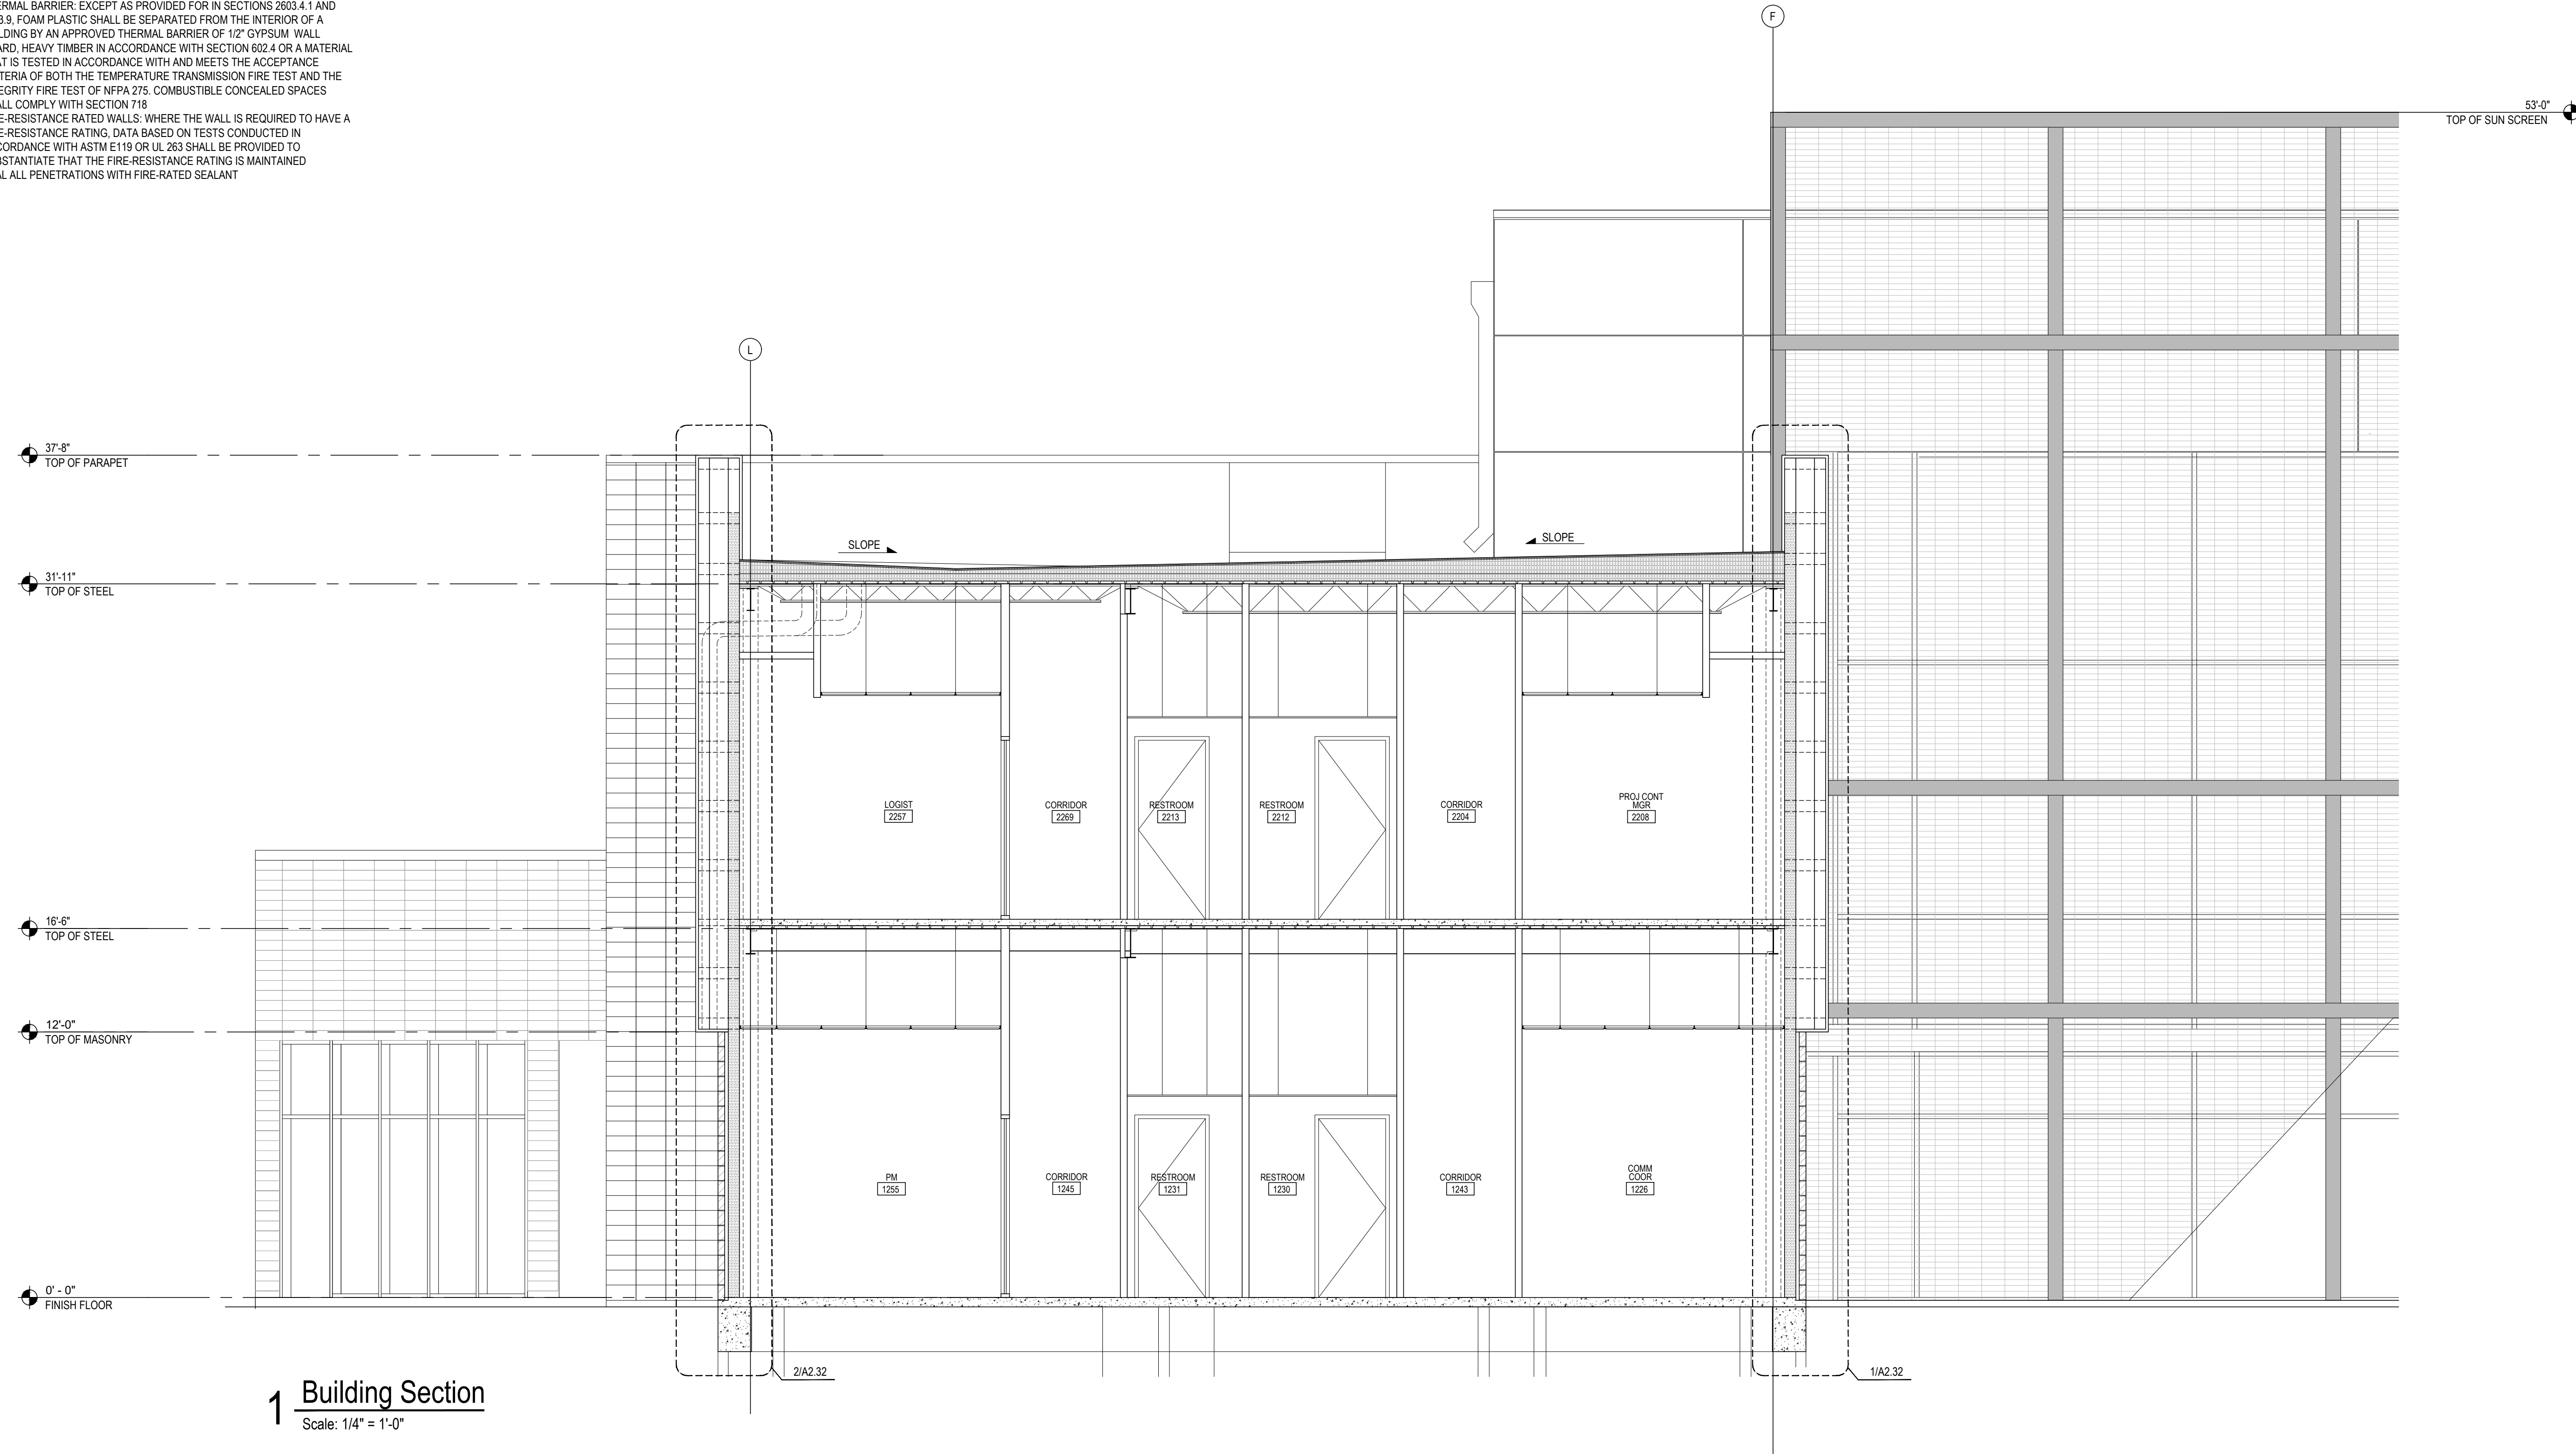 ERMAL BARRIER: EXCEPT AS PROVIDED FOR IN SECTIONS 2603.4.1 AND
3.9, FOAM PLASTIC SHALL BE SEPARATED FROM THE INTERIOR OF A
LDING BY AN APPROVED THERMAL BARRIER OF 1/2" GYPSUM WALL
ARD, HEAVY TIMBER IN ACCORDANCE WITH SECTION 602.4 OR A MATERIAL
AT IS TESTED IN ACCORDANCE WITH AND MEETS THE ACCEPTANCE
TERIA OF BOTH THE TEMPERATURE TRANSMISSION FIRE TEST AND THE
EGRITY FIRE TEST OF NFPA 275. COMBUSTIBLE CONCEALED SPACES
ALL COMPLY WITH SECTION 718
E-RESISTANCE RATED WALLS: WHERE THE WALL IS REQUIRED TO HAVE A
E-RESISTANCE RATING, DATA BASED ON TESTS CONDUCTED IN
CORDANCE WITH ASTM E119 OR UL 263 SHALL BE PROVIDED TO
BSTANTIATE THAT THE FIRE-RESISTANCE RATING IS MAINTAINED
AL ALL PENETRATIONS WITH FIRE-RATED SEALANT
F
53'-0"
TOP OF SUN SCREEN
L
37'-8"
TOP OF PARAPET
SLOPE
SLOPE
31'-11"
TOP OF STEEL
LOGIST
2257
CORRIDOR
2269
RESTROOM
2213
RESTROOM
2212
CORRIDOR
2204
PROJ CONT
MGR
2208
16'-6"
TOP OF STEEL
12'-0"
TOP OF MASONRY
PM
1255
CORRIDOR
1245
RESTROOM
1231
RESTROOM
1230
CORRIDOR
1243
COMM
COOR
1226
0' - 0"
FINISH FLOOR
2/A2.32
1/A2.32
1 Building Section
Scale: 1/4" = 1'-0"